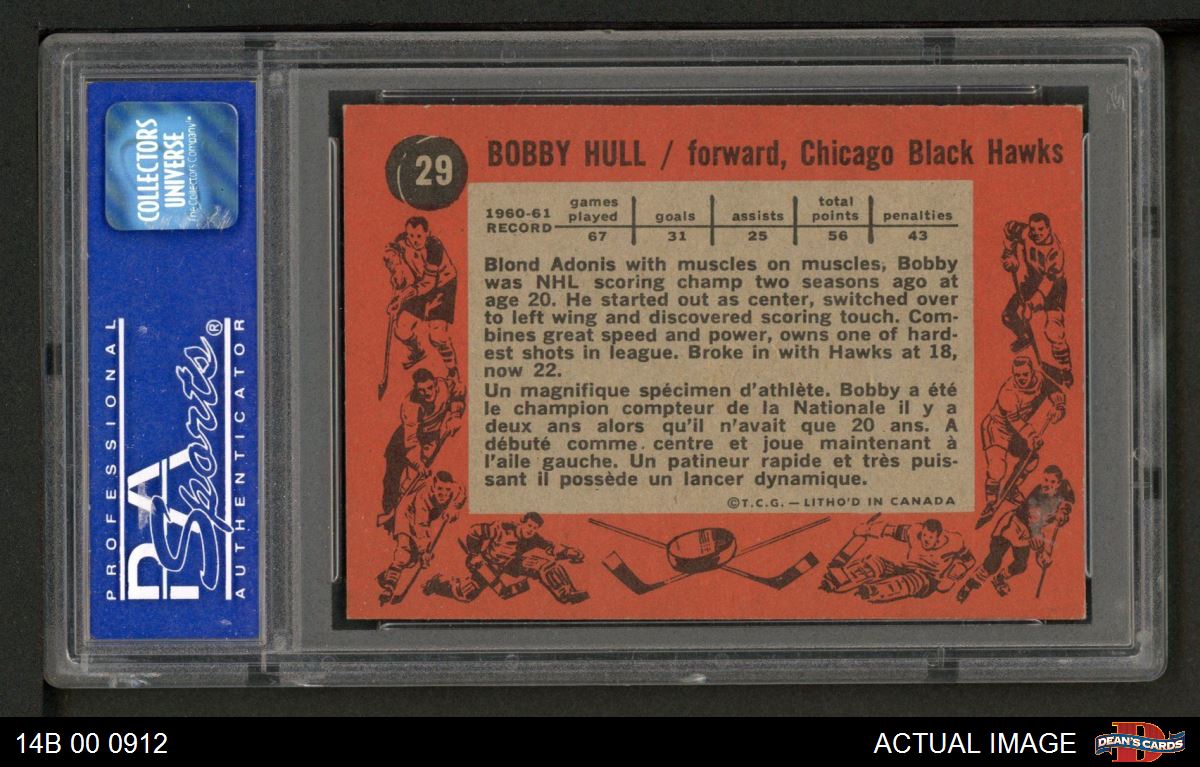 COLLECTORS
UNIVERSE
The Collectors Company™
PROFESSIONAL
PSA
Sports®
AUTHENTICATOR
29
BOBBY HULL / forward, Chicago Black Hawks
1960-61 RECORD
games played | goals | assists | total points | penalties
67 | 31 | 25 | 56 | 43
Blond Adonis with muscles on muscles, Bobby
was NHL scoring champ two seasons ago at
age 20. He started out as center, switched over
to left wing and discovered scoring touch. Com-
bines great speed and power, owns one of hard-
est shots in league. Broke in with Hawks at 18,
now 22.
Un magnifique spécimen d'athlète. Bobby a été
le champion compteur de la Nationale il y a
deux ans alors qu'il n'avait que 20 ans. A
débuté comme centre et joue maintenant à
l'aile gauche. Un patineur rapide et très puis-
sant il possède un lancer dynamique.
©T.C.G. — LITHO'D IN CANADA
14B 00 0912
ACTUAL IMAGE
DEAN'S CARDS